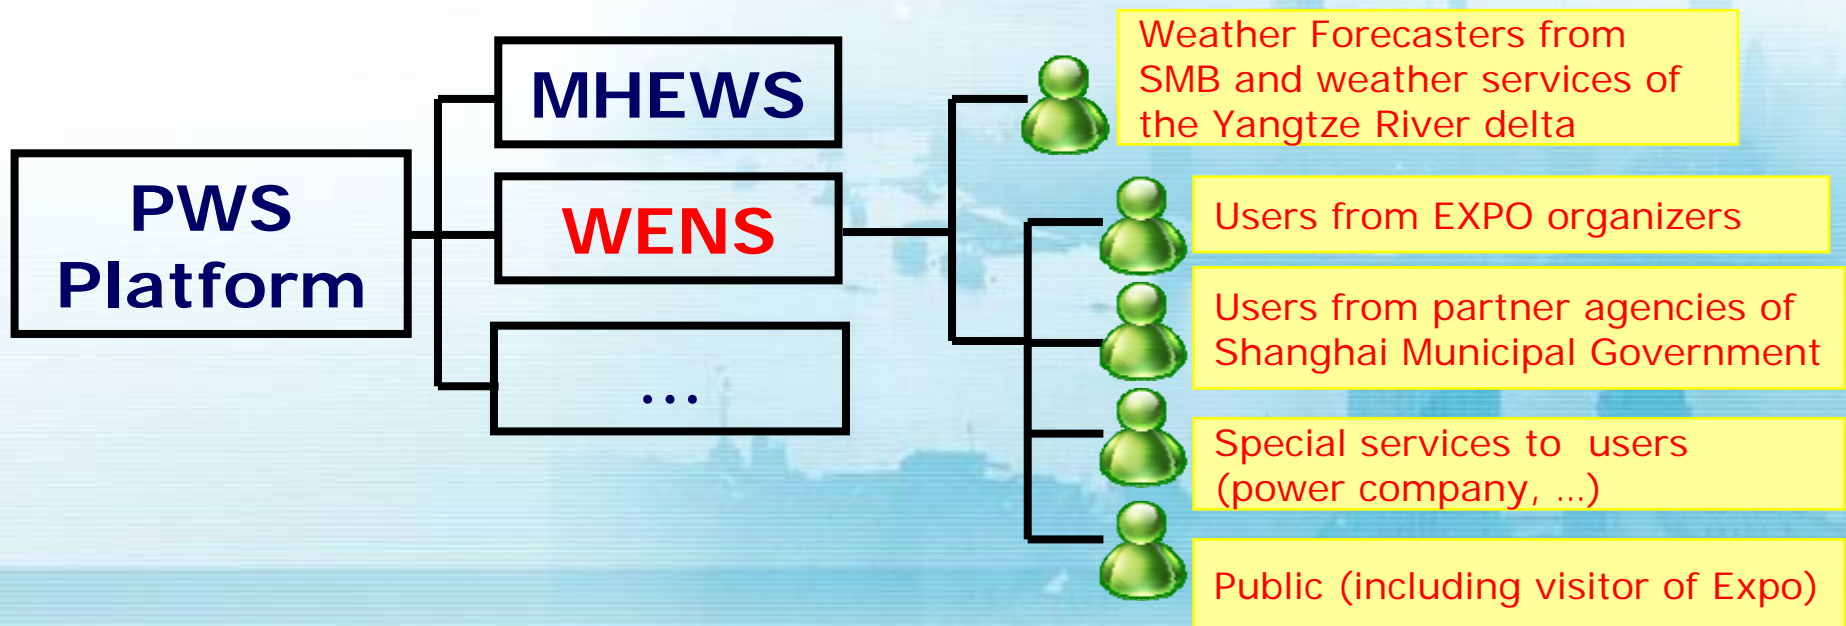 PWS
Platform
MHEWS
WENS
...
Weather Forecasters from
SMB and weather services of
the Yangtze River delta
Users from EXPO organizers
Users from partner agencies of
Shanghai Municipal Government
Special services to users
(power company, ...)
Public (including visitor of Expo)